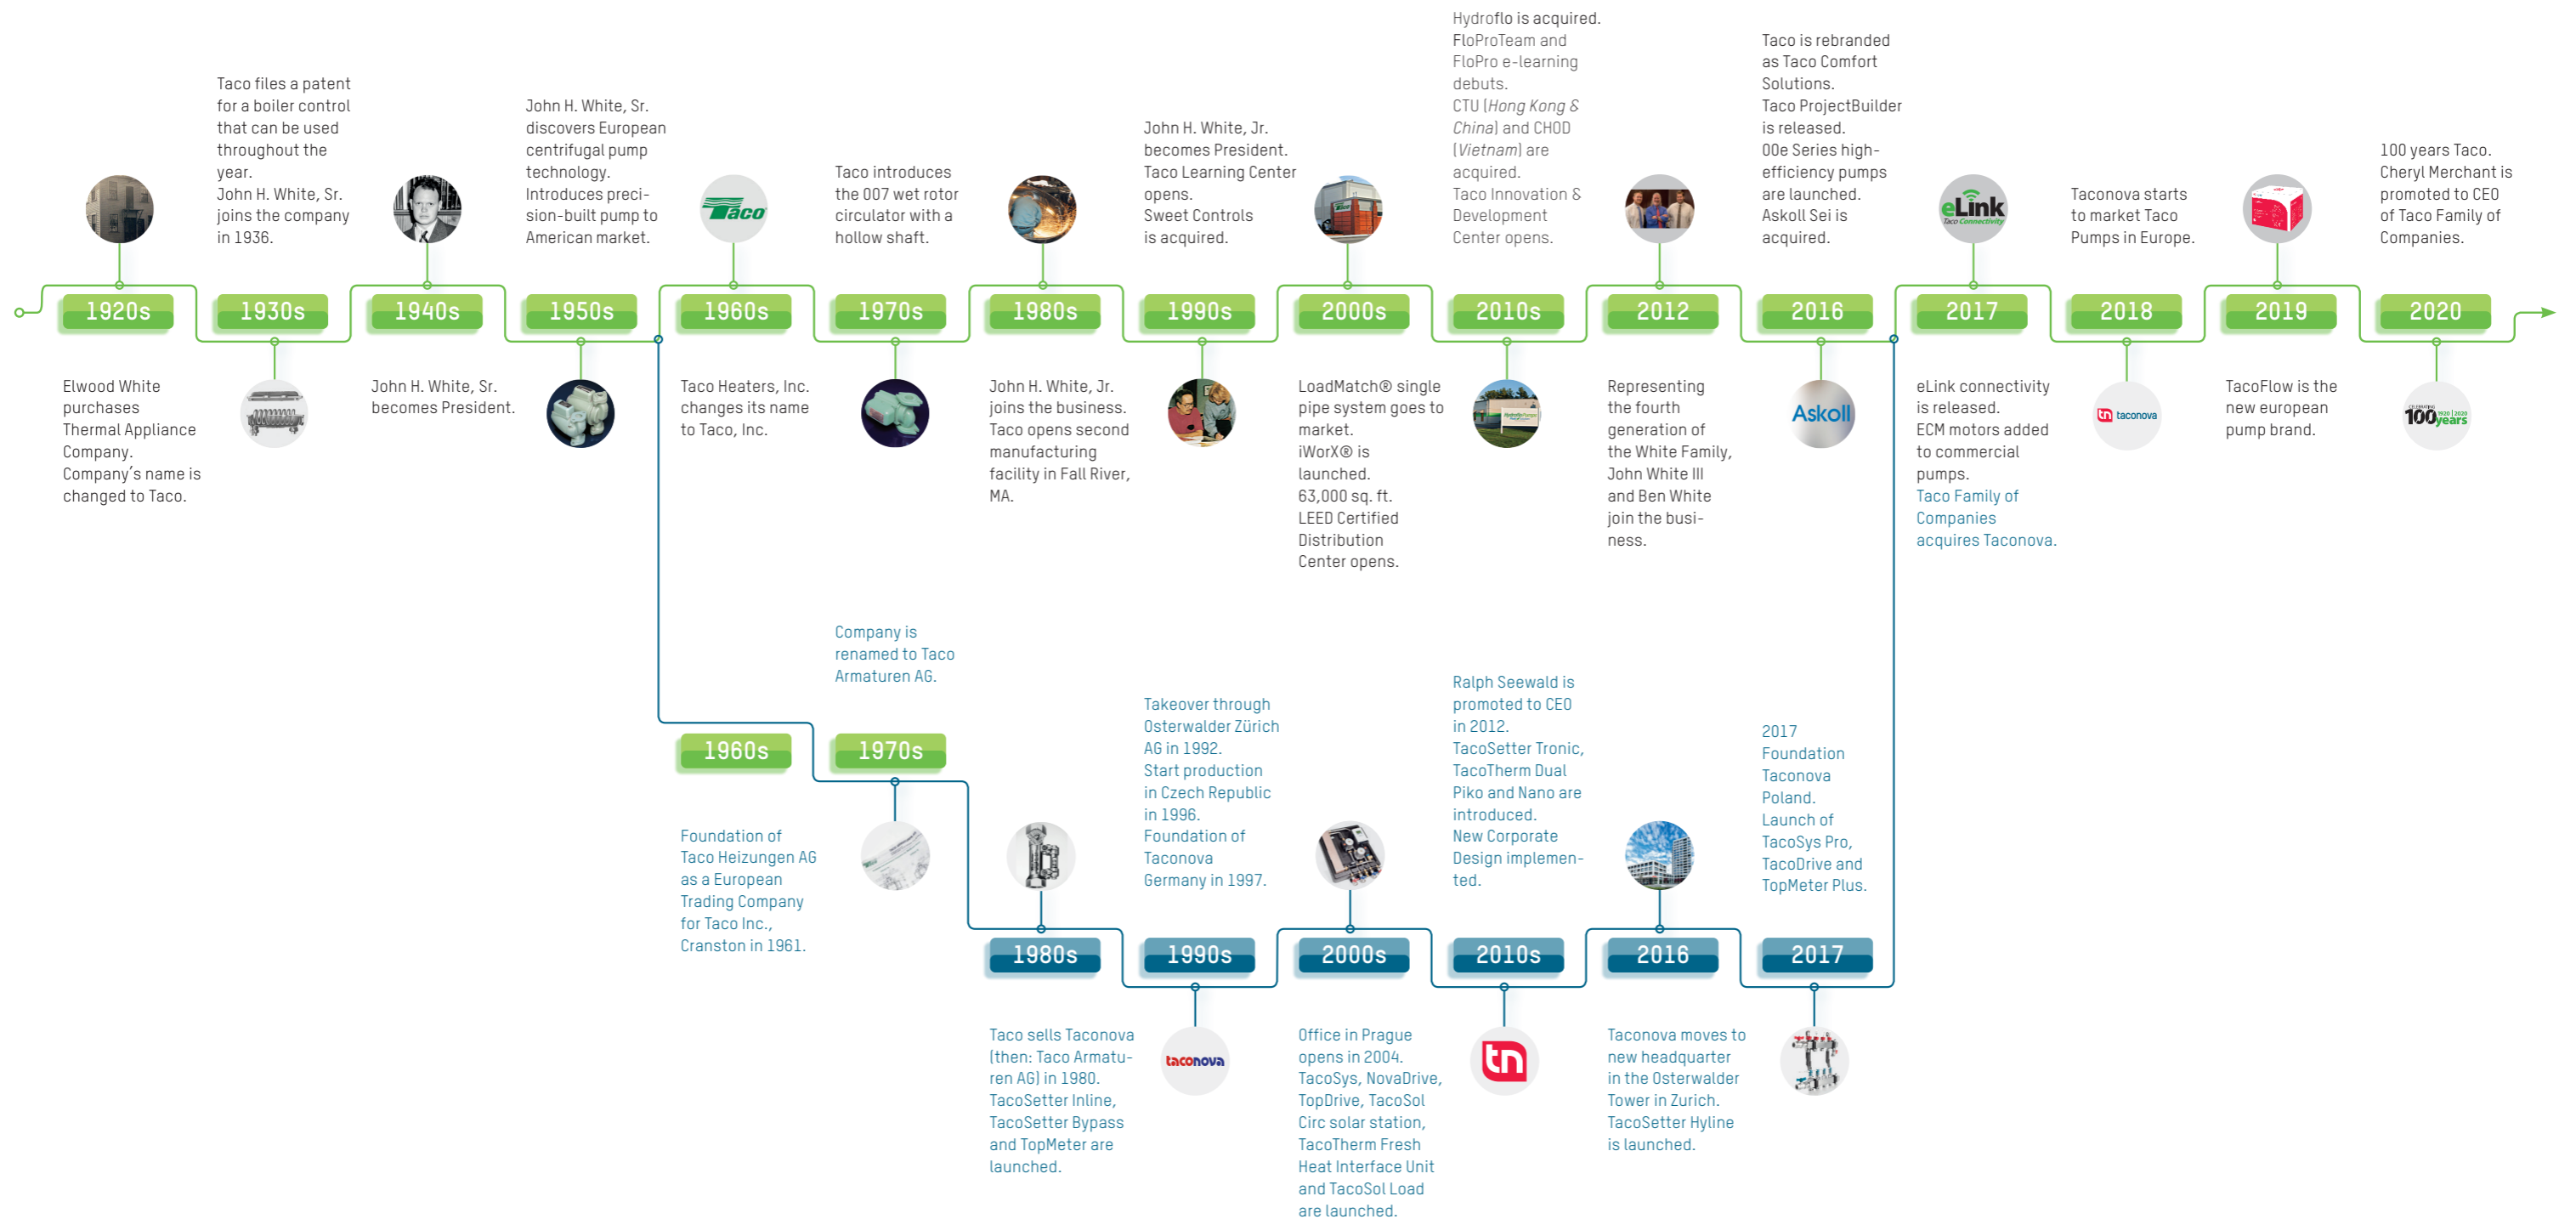 Taco files a patent
for a boiler control
that can be used
throughout the
year.
John H. White, Sr.
joins the company
in 1936.
John H. White, Sr.
discovers European
centrifugal pump
technology.
Introduces preci-
sion-built pump to
American market.
Taco
Taco introduces
the 007 wet rotor
circulator with a
hollow shaft.
John H. White, Jr.
becomes President.
Taco Learning Center
opens.
Sweet Controls
is acquired.
Hydroflo is acquired.
FloProTeam and
FloPro e-learning
debuts.
CTU (Hong Kong &
China) and CHOD
(Vietnam) are
acquired.
Taco Innovation &
Development
Center opens.
Taco is rebranded
as Taco Comfort
Solutions.
Taco ProjectBuilder
is released.
00e Series high-
efficiency pumps
are launched.
Askoll Sei is
acquired.
eLink
Taco Connectivity
Taconova starts
to market Taco
Pumps in Europe.
100 years Taco.
Cheryl Merchant is
promoted to CEO
of Taco Family of
Companies.
1920s
1930s
1940s
1950s
1960s
1970s
1980s
1990s
2000s
2010s
2012
2016
2017
2018
2019
2020
Elwood White
purchases
Thermal Appliance
Company.
Company's name is
changed to Taco.
John H. White, Sr.
becomes President.
Taco Heaters, Inc.
changes its name
to Taco, Inc.
John H. White, Jr.
joins the business.
Taco opens second
manufacturing
facility in Fall River,
MA.
LoadMatch® single
pipe system goes to
market.
iWorX® is
launched.
63,000 sq. ft.
LEED Certified
Distribution
Center opens.
Representing
the fourth
generation of
the White Family,
John White III
and Ben White
join the busi-
ness.
Askoll
eLink connectivity
is released.
ECM motors added
to commercial
pumps.
Taco Family of
Companies
acquires Taconova.
tn taconova
TacoFlow is the
new european
pump brand.
CELEBRATING
100 1920 | 2020
years
Company is
renamed to Taco
Armaturen AG.
Takeover through
Osterwalder Zürich
AG in 1992.
Start production
in Czech Republic
in 1996.
Foundation of
Taconova
Germany in 1997.
Ralph Seewald is
promoted to CEO
in 2012.
TacoSetter Tronic,
TacoTherm Dual
Piko and Nano are
introduced.
New Corporate
Design implemen-
ted.
2017
Foundation
Taconova
Poland.
Launch of
TacoSys Pro,
TacoDrive and
TopMeter Plus.
1960s
1970s
Foundation of
Taco Heizungen AG
as a European
Trading Company
for Taco Inc.,
Cranston in 1961.
1980s
1990s
2000s
2010s
2016
2017
Taco sells Taconova
(then: Taco Armatu-
ren AG) in 1980.
TacoSetter Inline,
TacoSetter Bypass
and TopMeter are
launched.
taconova
Office in Prague
opens in 2004.
TacoSys, NovaDrive,
TopDrive, TacoSol
Circ solar station,
TacoTherm Fresh
Heat Interface Unit
and TacoSol Load
are launched.
tn
Taconova moves to
new headquarter
in the Osterwalder
Tower in Zurich.
TacoSetter Hyline
is launched.